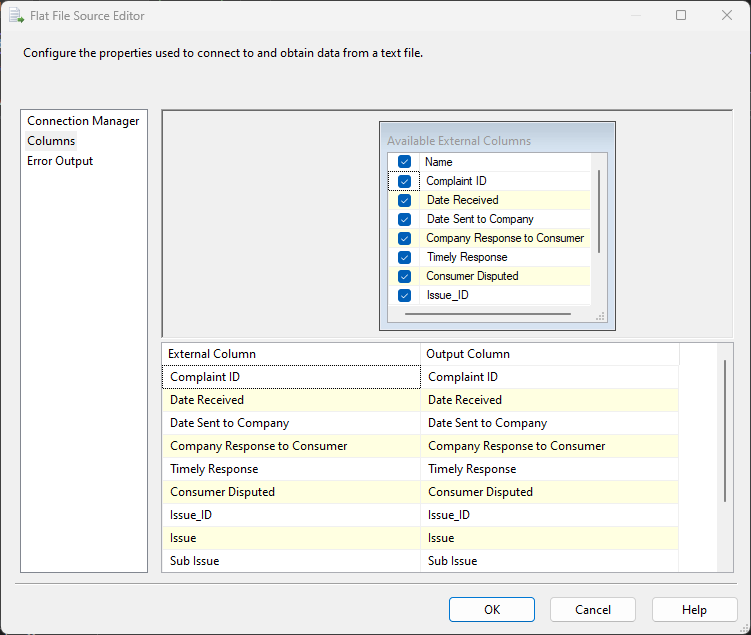 Flat File Source Editor
Configure the properties used to connect to and obtain data from a text file.
Connection Manager
Columns
Error Output
Available External Columns
Name
Complaint ID
Date Received
Date Sent to Company
Company Response to Consumer
Timely Response
Consumer Disputed
Issue_ID
External Column Output Column
Complaint ID Complaint ID
Date Received Date Received
Date Sent to Company Date Sent to Company
Company Response to Consumer Company Response to Consumer
Timely Response Timely Response
Consumer Disputed Consumer Disputed
Issue_ID Issue_ID
Issue Issue
Sub Issue Sub Issue
OK Cancel Help